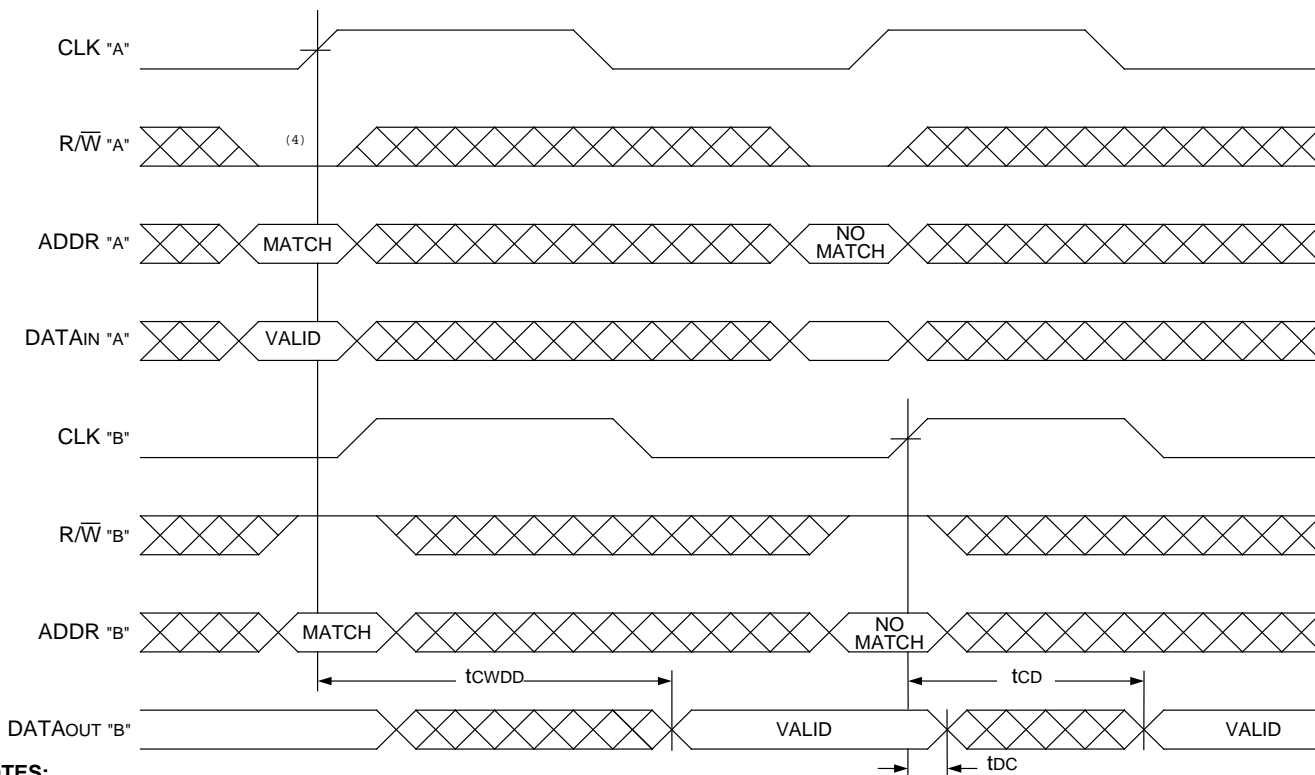 CLK "A"
R/W̅ "A"
(4)
ADDR "A"
MATCH
NO
MATCH
DATAIN "A"
VALID
CLK "B"
R/W̅ "B"
ADDR "B"
MATCH
NO
MATCH
tCWDD
tCD
DATAOUT "B"
VALID
VALID
tDC